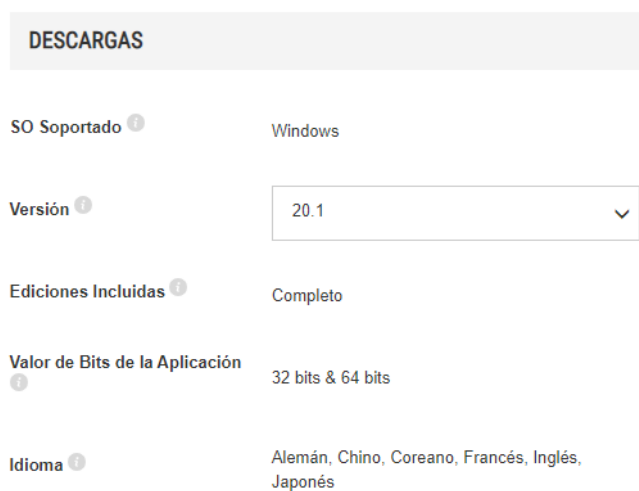 DESCARGAS
SO Soportado
Windows
Versión
20.1
Ediciones Incluidas
Completo
Valor de Bits de la Aplicación
32 bits & 64 bits
Idioma
Alemán, Chino, Coreano, Francés, Inglés,
Japonés